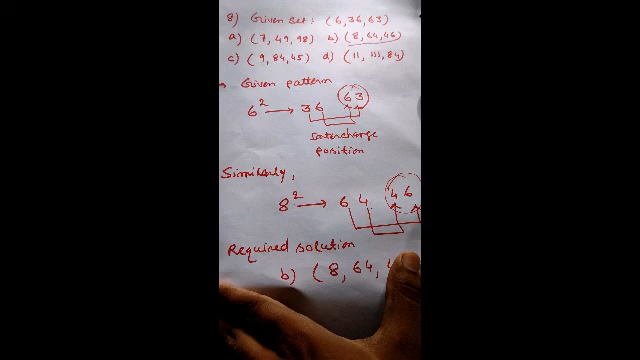 8) Given set: (6,36,63)
a) (7, 49, 98) b) (8, 64, 46)
c) (9, 84, 45) d) (11, 111, 84)
→ Given pattern
6² → 36 63
Interchange
position
Similarly,
8² → 64 46
Required solution
b) (8, 64,